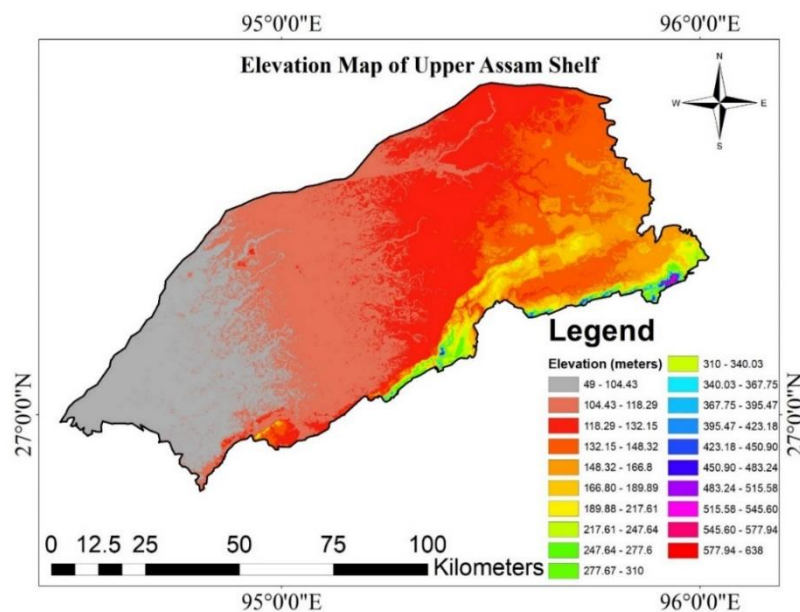 95°0'0"E 96°0'0"E
Elevation Map of Upper Assam Shelf
N
W E
S
27°0'0"N 27°0'0"N
Legend
Elevation (meters)
49 - 104.43
104.43 - 118.29
118.29 - 132.15
132.15 - 148.32
148.32 - 166.8
166.80 - 189.89
189.88 - 217.61
217.61 - 247.64
247.64 - 277.6
277.67 - 310
310 - 340.03
340.03 - 367.75
367.75 - 395.47
395.47 - 423.18
423.18 - 450.90
450.90 - 483.24
483.24 - 515.58
515.58 - 545.60
545.60 - 577.94
577.94 - 638
0 12.5 25 50 75 100
Kilometers
95°0'0"E 96°0'0"E